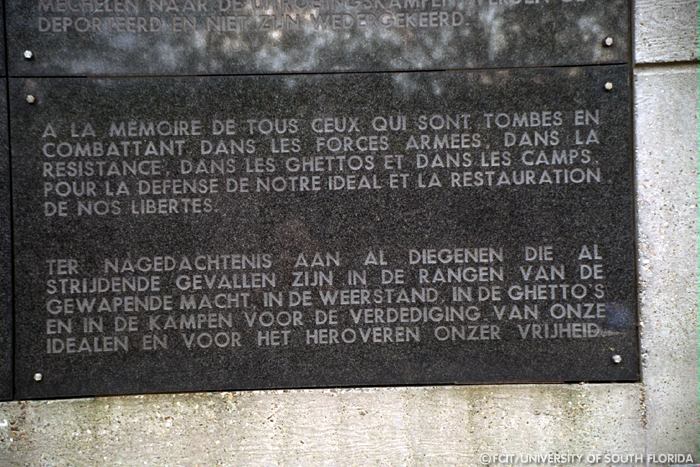 MECHELEN NAAR DE UITROEIINGSKAMPEN WERDEN
DEPORTEERD EN NIET ZIJN WEDERGEKEERD.
A LA MEMOIRE DE TOUS CEUX QUI SONT TOMBES EN
COMBATTANT DANS LES FORCES ARMEES, DANS LA
RESISTANCE, DANS LES GHETTOS ET DANS LES CAMPS.
POUR LA DEFENSE DE NOTRE IDEAL ET LA RESTAURATION
DE NOS LIBERTES.
TER NAGEDACHTENIS AAN AL DIEGENEN DIE AL
STRIJDENDE GEVALLEN ZIJN IN DE RANGEN VAN DE
GEWAPENDE MACHT, IN DE WEERSTAND, IN DE GHETTO'S
EN IN DE KAMPEN VOOR DE VERDEDIGING VAN ONZE
IDEALEN EN VOOR HET HEROVEREN ONZER VRIJHEID.
©FCIT/UNIVERSITY OF SOUTH FLORIDA